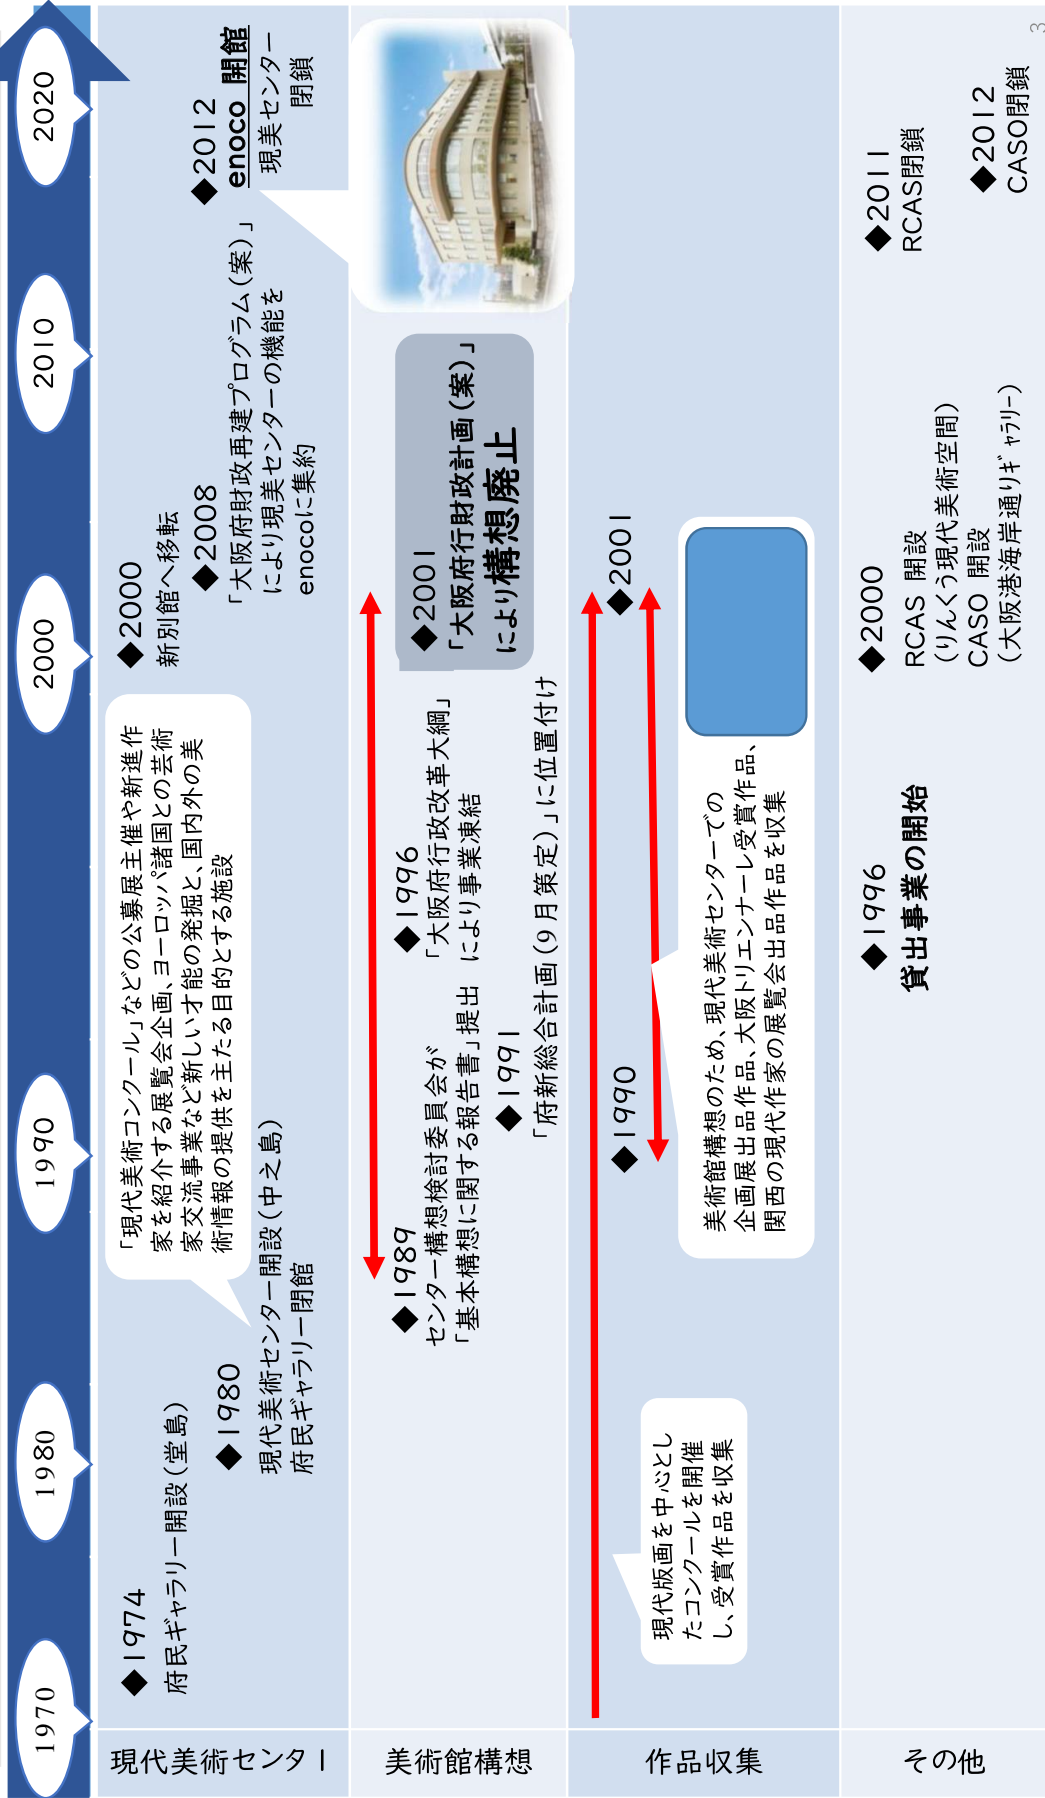 1970
1980
1990
2000
2010
2020
現代美術センター
◆1974
府民ギャラリー開設(堂島)
◆1980
現代美術センター開設(中之島)
府民ギャラリー閉館
「現代美術コンクール」などの公募展主催や新進作
家を紹介する展覧会企画、ヨーロッパ諸国との芸術
家交流事業など新しい才能の発掘と、国内外の美
術情報の提供を主たる目的とする施設
◆2000
新別館へ移転
◆2008
「大阪府財政再建プログラム(案)」
により現美センターの機能を
enocoに集約
◆2012
enoco 開館
現美センター
閉鎖
美術館構想
◆1989
センター構想検討委員会が
「基本構想に関する報告書」提出
◆1991
「府新総合計画(9月策定)」に位置付け
◆1996
「大阪府行政改革大綱」
により事業凍結
◆2001
「大阪府行財政計画(案)」
により構想廃止
作品収集
現代版画を中心とし
たコンクールを開催
し、受賞作品を収集
◆1990
◆2001
美術館構想のため、現代美術センターでの
企画展出品作品、大阪トリエンナーレ受賞作品、
関西の現代作家の展覧会出品作品を収集
その他
◆1996
貸出事業の開始
◆2000
RCAS 開設
(りんくう現代美術空間)
CASO 開設
(大阪港海岸通りギャラリー)
◆2011
RCAS閉鎖
◆2012
CASO閉鎖
3